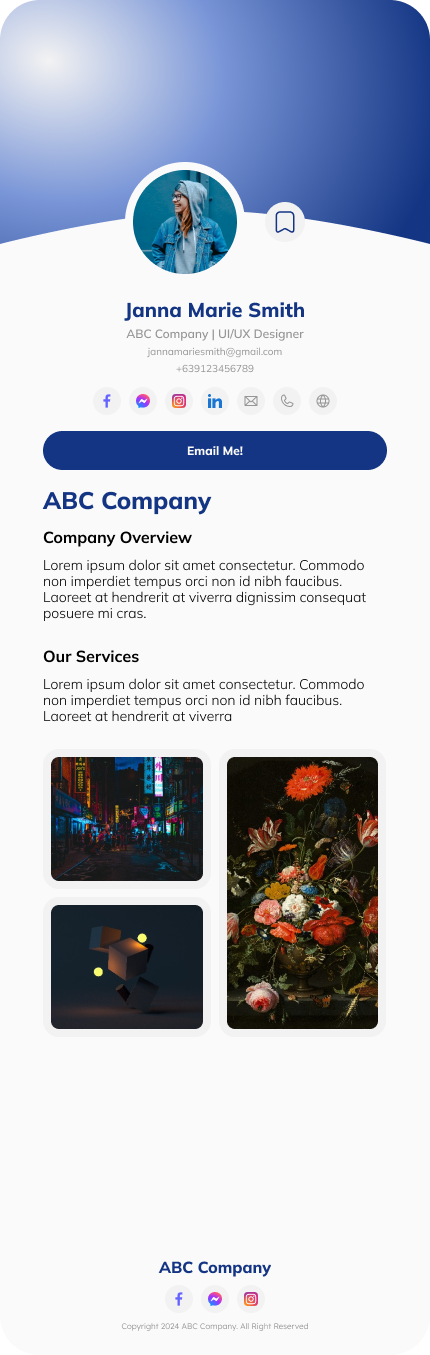 Janna Marie Smith
ABC Company | UI/UX Designer
jannamariesmith@gmail.com
+639123456789
Email Me!
ABC Company
Company Overview
Lorem ipsum dolor sit amet consectetur. Commodo
non imperdiet tempus orci non id nibh faucibus.
Laoreet at hendrerit at viverra dignissim consequat
posuere mi cras.
Our Services
Lorem ipsum dolor sit amet consectetur. Commodo
non imperdiet tempus orci non id nibh faucibus.
Laoreet at hendrerit at viverra
ABC Company
Copyright 2024 ABC Company. All Right Reserved